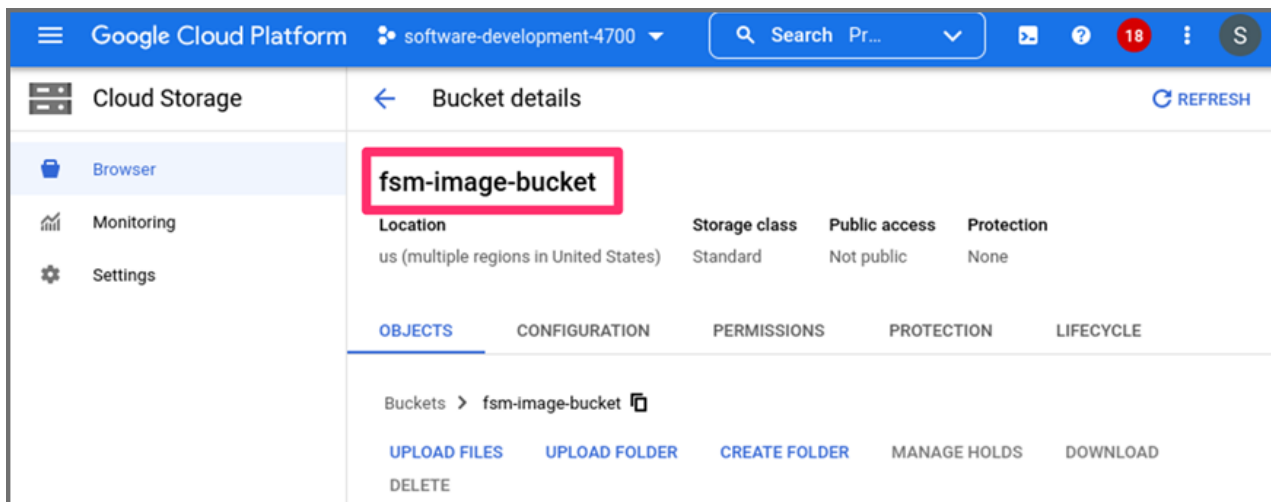 Google Cloud Platform software-development-4700 Search Pr... 18 S
Cloud Storage
Bucket details
REFRESH
Browser
Monitoring
Settings
fsm-image-bucket
Location Storage class Public access Protection
us (multiple regions in United States) Standard Not public None
OBJECTS CONFIGURATION PERMISSIONS PROTECTION LIFECYCLE
Buckets > fsm-image-bucket
UPLOAD FILES UPLOAD FOLDER CREATE FOLDER MANAGE HOLDS DOWNLOAD
DELETE